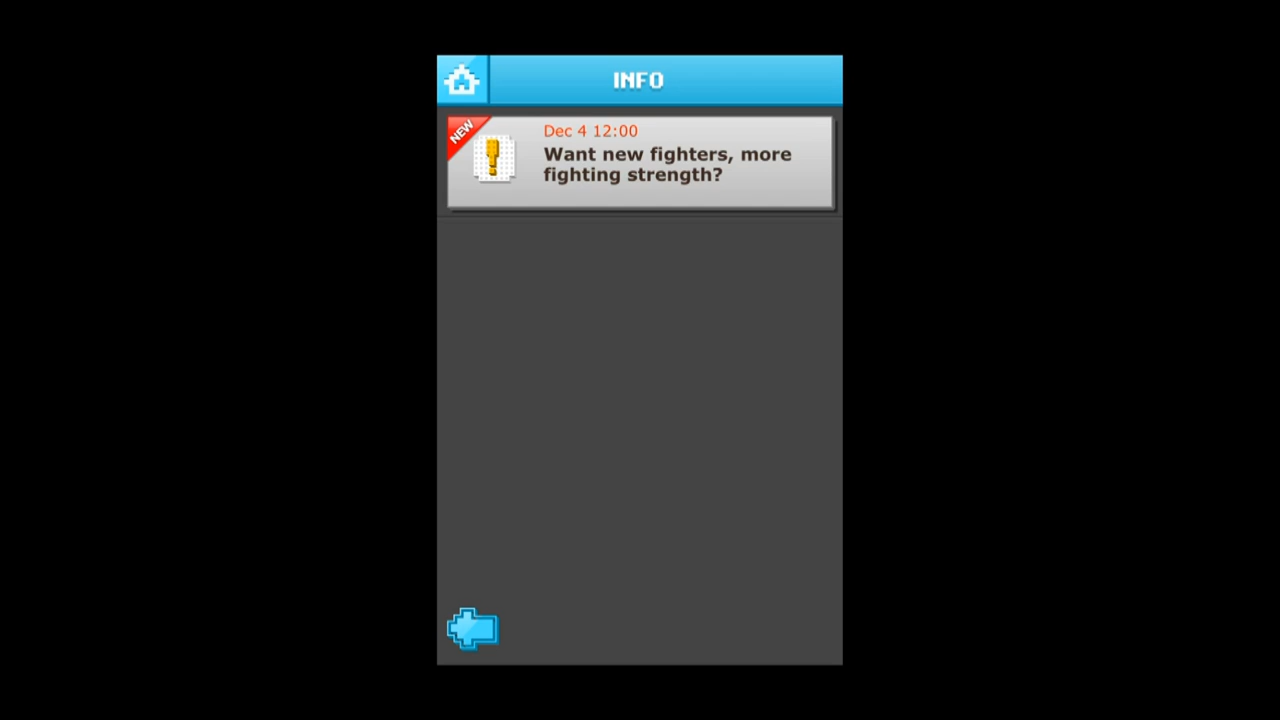 INFO
NEW
Dec 4 12:00
Want new fighters, more
fighting strength?